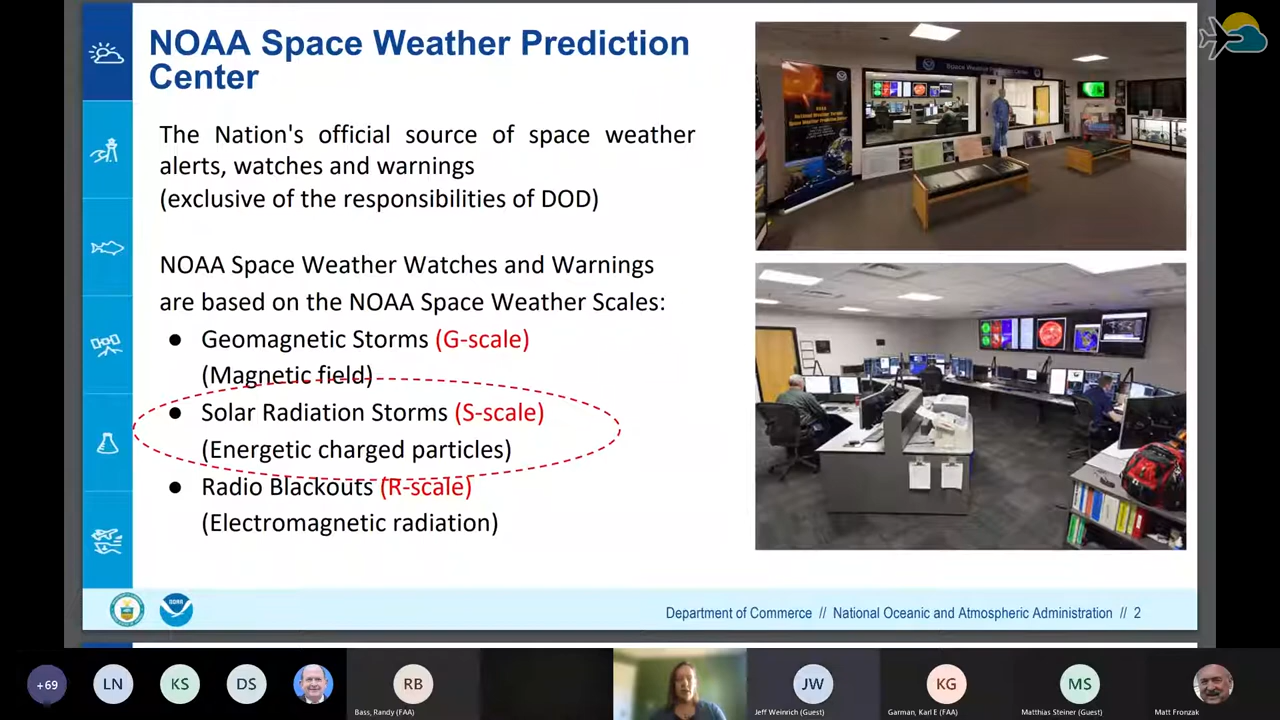 NOAA Space Weather Prediction
Center
The Nation's official source of space weather
alerts, watches and warnings
(exclusive of the responsibilities of DOD)
NOAA Space Weather Watches and Warnings
are based on the NOAA Space Weather Scales:
● Geomagnetic Storms (G-scale)
(Magnetic field)
● Solar Radiation Storms (S-scale)
(Energetic charged particles)
● Radio Blackouts (R-scale)
(Electromagnetic radiation)
Space Weather Prediction Center
Department of Commerce // National Oceanic and Atmospheric Administration // 2
+69
LN
KS
DS
RB
JW
KG
MS
Bass, Randy (FAA)
Jeff Weinrich (Guest)
Garman, Karl E (FAA)
Matthias Steiner (Guest)
Matt Fronzak